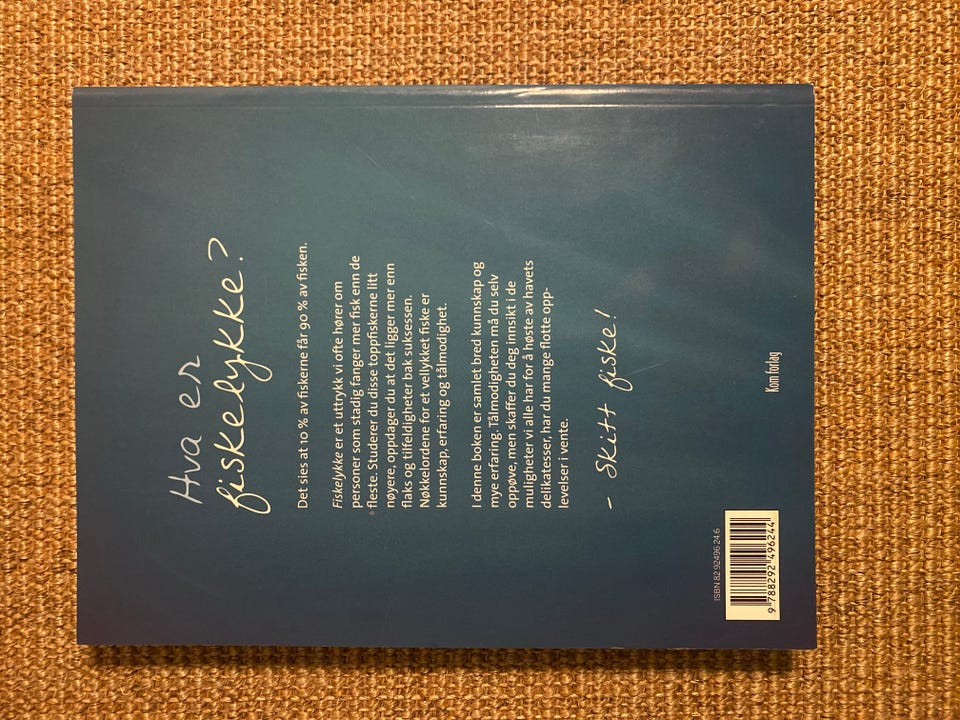 Hva er
fiskelykke?
Det sies at 10 % av fiskerne får 90 % av fisken.
Fiskelykke er et uttrykk vi ofte hører om
personer som stadig fanger mer fisk enn de
fleste. Studerer du disse toppfiskerne litt
nøyere, oppdager du at det ligger mer enn
flaks og tilfeldigheter bak suksessen.
Nøkkelordene for et vellykket fiske er
kunnskap, erfaring og tålmodighet.
I denne boken er samlet bred kunnskap og
mye erfaring. Tålmodigheten må du selv
oppøve, men skaffer du deg innsikt i de
muligheter vi alle har for å høste av havets
delikatesser, har du mange flotte opp-
levelser i vente.
– Skitt fiske!
ISBN 82 92496 24.6
9 788292 496244
Kom forlag